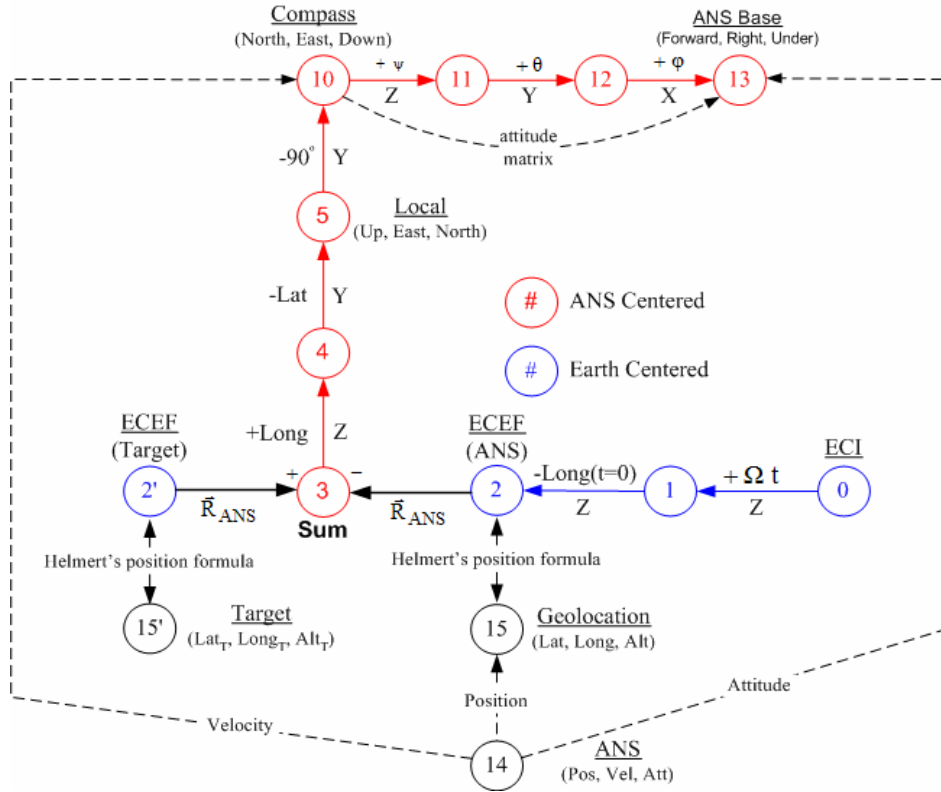 Compass
(North, East, Down)
ANS Base
(Forward, Right, Under)
10
+ ψ
Z
11
+ θ
Y
12
+ φ
X
13
attitude
matrix
-90°
Y
5
Local
(Up, East, North)
-Lat
Y
4
#
ANS Centered
#
Earth Centered
+Long
Z
ECEF
(Target)
2'
R⃗ANS
+
3
−
Sum
R⃗ANS
ECEF
(ANS)
2
-Long(t=0)
Z
1
+ Ω t
Z
ECI
0
Helmert's position formula
Helmert's position formula
15'
Target
(LatT, LongT, AltT)
15
Geolocation
(Lat, Long, Alt)
Velocity
Position
Attitude
14
ANS
(Pos, Vel, Att)